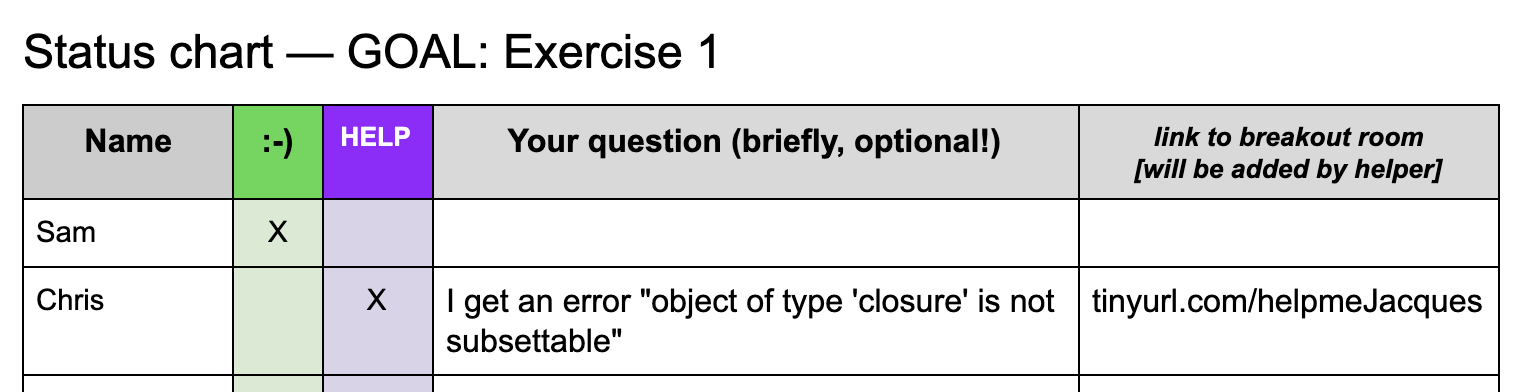 Status chart — GOAL: Exercise 1
Name
:-)
HELP
Your question (briefly, optional!)
link to breakout room
[will be added by helper]
Sam
X
Chris
X
I get an error "object of type 'closure' is not
subsettable"
tinyurl.com/helpmeJacques